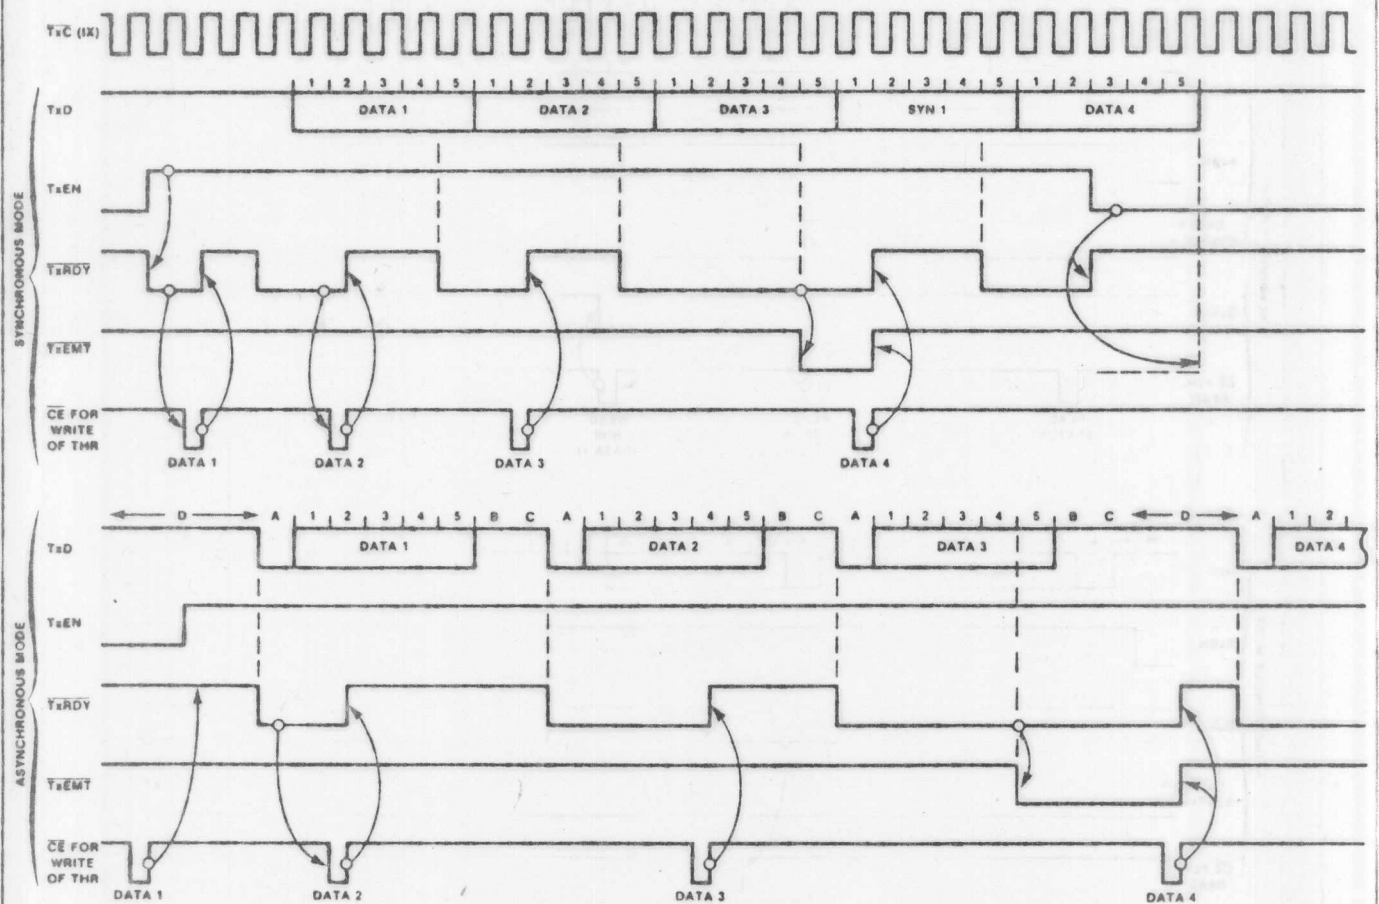 TxC (IX)
1 2 3 4 5 1 2 3 4 5 1 2 3 4 5 1 2 3 4 5 1 2 3 4 5
TxD DATA 1 DATA 2 DATA 3 SYN 1 DATA 4
TxEN
TxRDY
TxEMT
CE FOR
WRITE
OF THR
DATA 1 DATA 2 DATA 3 DATA 4
SYNCHRONOUS MODE
D A 1 2 3 4 5 B C A 1 2 3 4 5 B C A 1 2 3 4 5 B C D A 1 2
TxD DATA 1 DATA 2 DATA 3 DATA 4
TxEN
TxRDY
TxEMT
CE FOR
WRITE
OF THR
DATA 1 DATA 2 DATA 3 DATA 4
ASYNCHRONOUS MODE